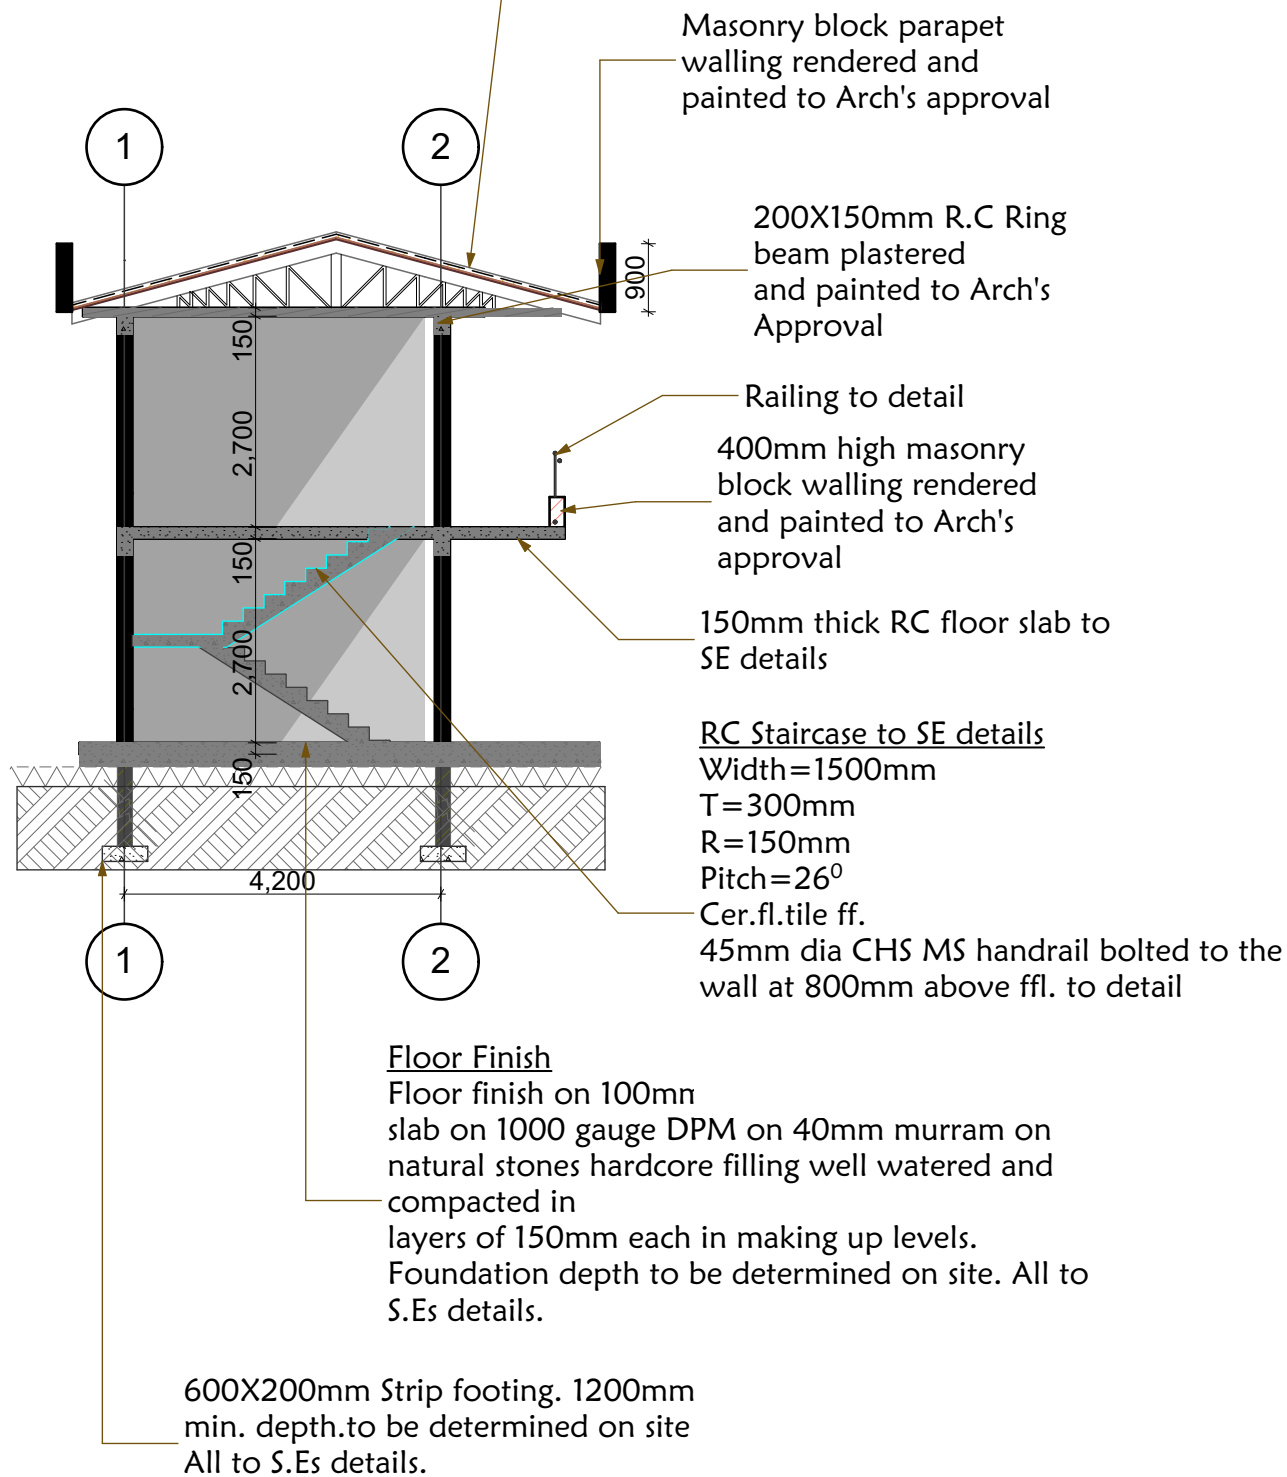 Masonry block parapet
walling rendered and
painted to Arch's approval
1
2
200X150mm R.C Ring
beam plastered
and painted to Arch's
Approval
900
150
2,700
Railing to detail
400mm high masonry
block walling rendered
and painted to Arch's
approval
150
2,700
150mm thick RC floor slab to
SE details
RC Staircase to SE details
Width=1500mm
T=300mm
R=150mm
Pitch=26⁰
Cer.fl.tile ff.
45mm dia CHS MS handrail bolted to the
wall at 800mm above ffl. to detail
150
4,200
1
2
Floor Finish
Floor finish on 100mm
slab on 1000 gauge DPM on 40mm murram on
natural stones hardcore filling well watered and
compacted in
layers of 150mm each in making up levels.
Foundation depth to be determined on site. All to
S.Es details.
600X200mm Strip footing. 1200mm
min. depth.to be determined on site
All to S.Es details.